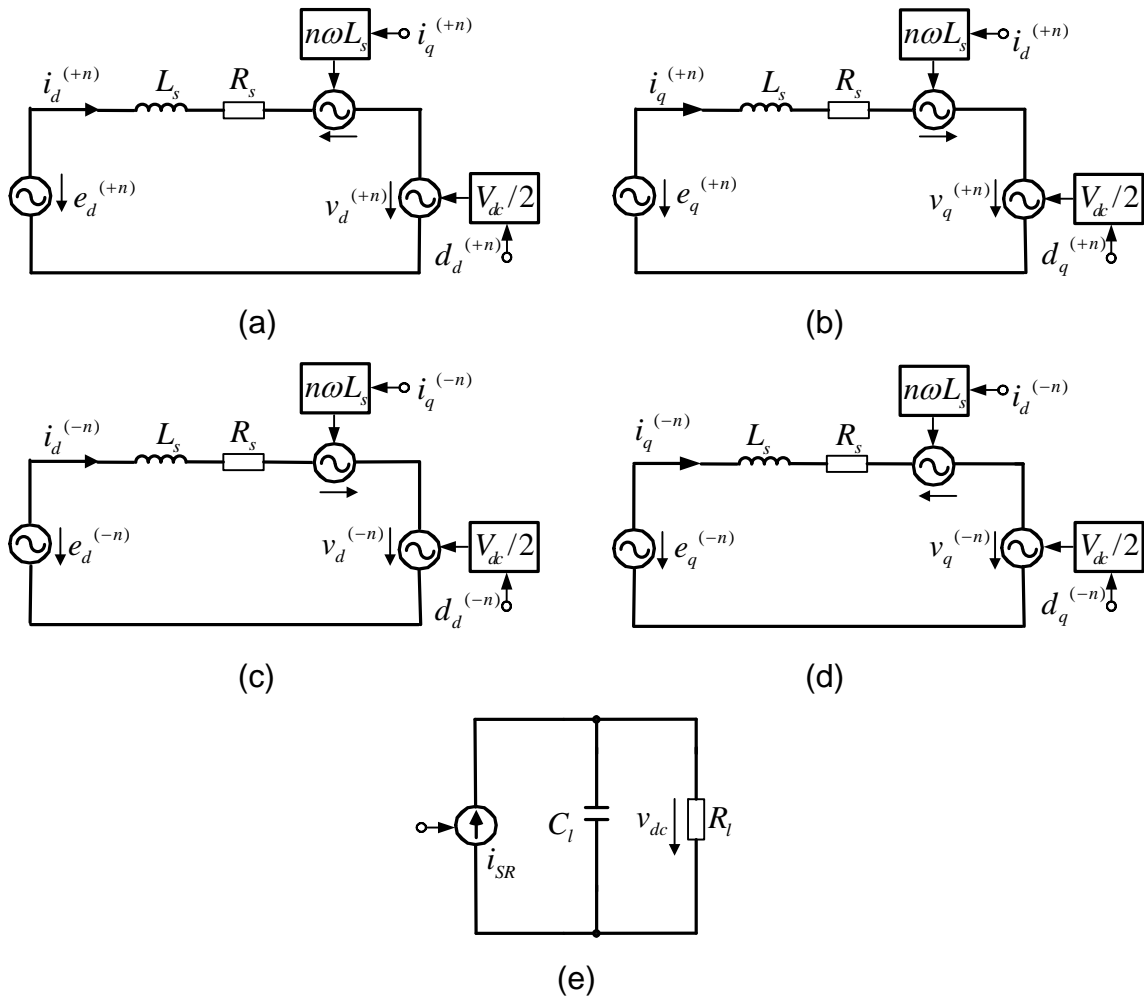 nωL_s
i_q^(+n)
i_d^(+n)
L_s
R_s
e_d^(+n)
v_d^(+n)
V_dc/2
d_d^(+n)
(a)
nωL_s
i_d^(+n)
i_q^(+n)
L_s
R_s
e_q^(+n)
v_q^(+n)
V_dc/2
d_q^(+n)
(b)
nωL_s
i_q^(−n)
i_d^(−n)
L_s
R_s
e_d^(−n)
v_d^(−n)
V_dc/2
d_d^(−n)
(c)
nωL_s
i_d^(−n)
i_q^(−n)
L_s
R_s
e_q^(−n)
v_q^(−n)
V_dc/2
d_q^(−n)
(d)
i_SR
C_l
v_dc
R_l
(e)